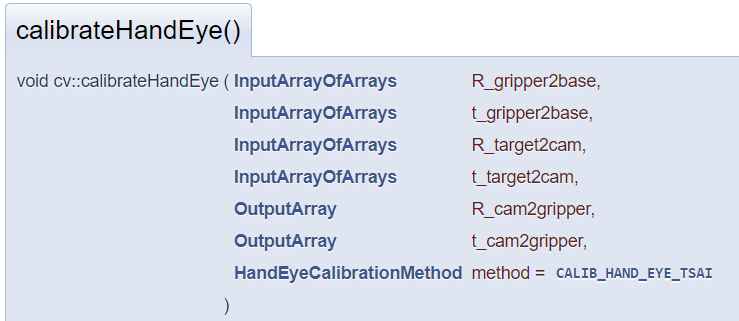 calibrateHandEye()
void cv::calibrateHandEye ( InputArrayOfArrays R_gripper2base,
InputArrayOfArrays t_gripper2base,
InputArrayOfArrays R_target2cam,
InputArrayOfArrays t_target2cam,
OutputArray R_cam2gripper,
OutputArray t_cam2gripper,
HandEyeCalibrationMethod method = CALIB_HAND_EYE_TSAI
)